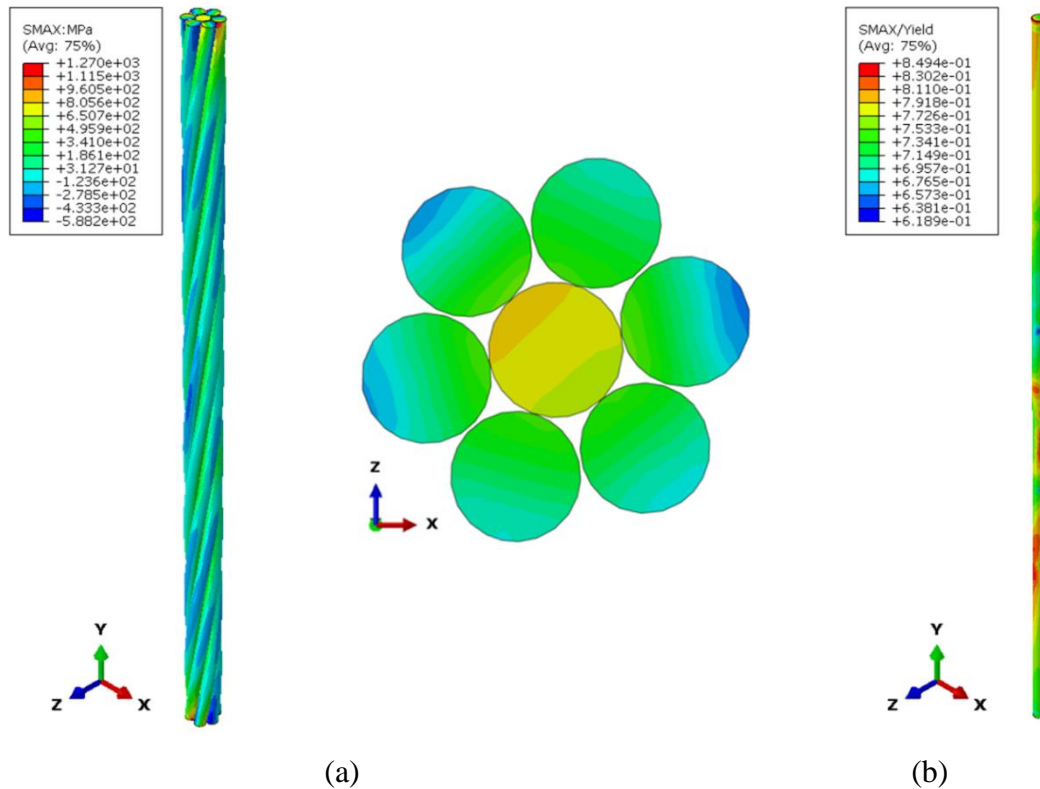 SMAX:MPa
(Avg: 75%)
+1.270e+03
+1.115e+03
+9.605e+02
+8.056e+02
+6.507e+02
+4.959e+02
+3.410e+02
+1.861e+02
+3.127e+01
-1.236e+02
-2.785e+02
-4.333e+02
-5.882e+02
Y
Z
X
Z
X
(a)
SMAX/Yield
(Avg: 75%)
+8.494e-01
+8.302e-01
+8.110e-01
+7.918e-01
+7.726e-01
+7.533e-01
+7.341e-01
+7.149e-01
+6.957e-01
+6.765e-01
+6.573e-01
+6.381e-01
+6.189e-01
Y
Z
X
(b)